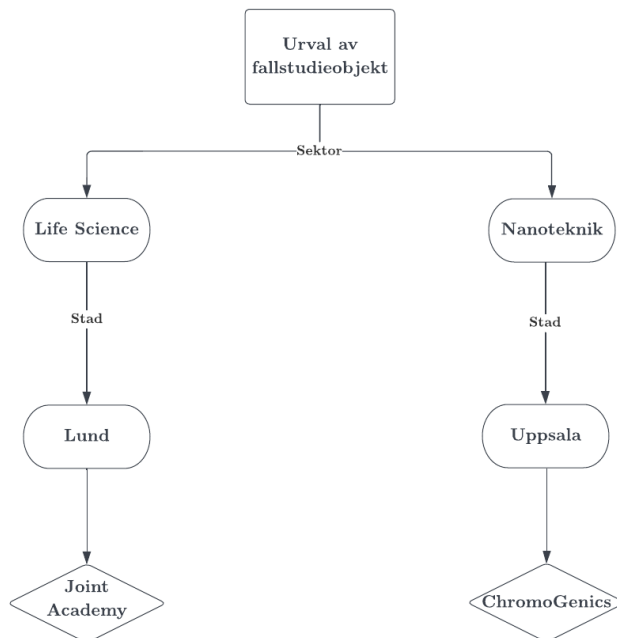 Urval av
fallstudieobjekt
Sektor
Life Science
Nanoteknik
Stad
Stad
Lund
Uppsala
Joint
Academy
ChromoGenics